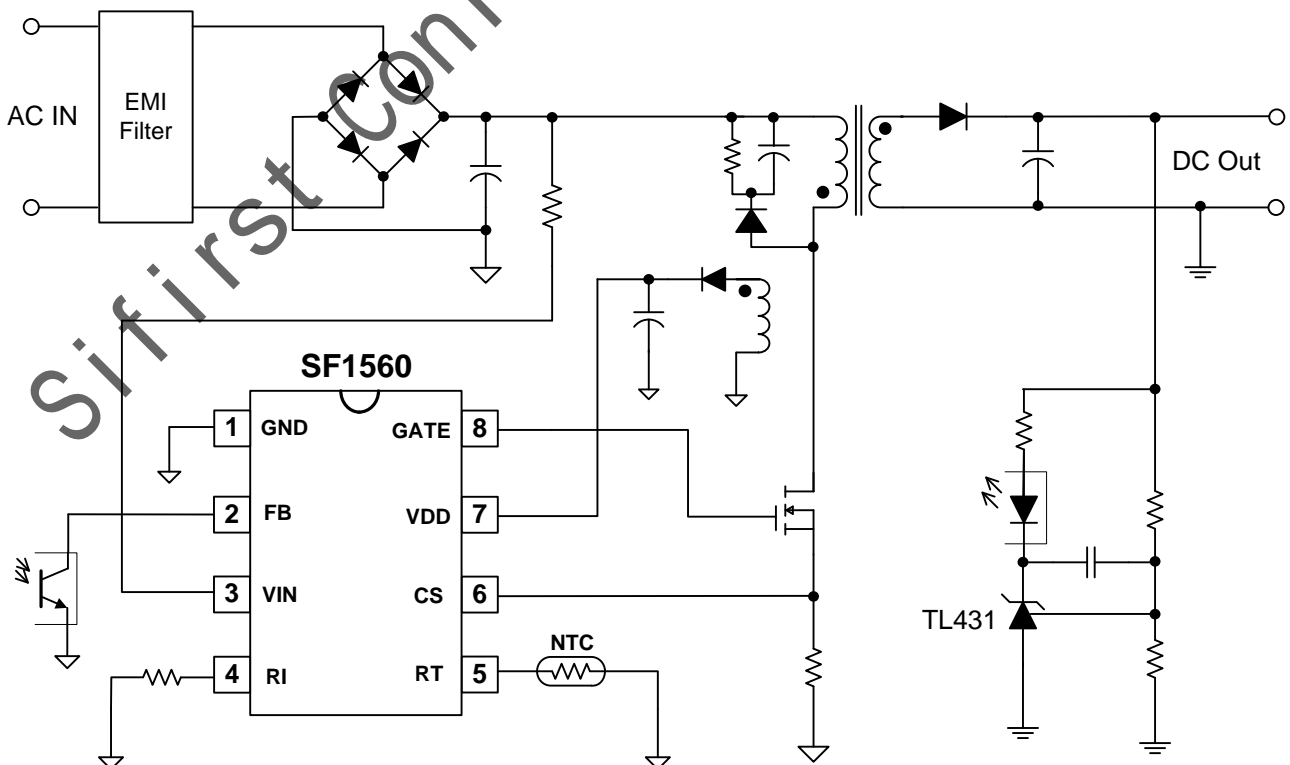 Sifirst Con
AC IN
EMI
Filter
DC Out
SF1560
1 GND
GATE 8
2 FB
VDD 7
3 VIN
CS 6
TL431
NTC
4 RI
RT 5